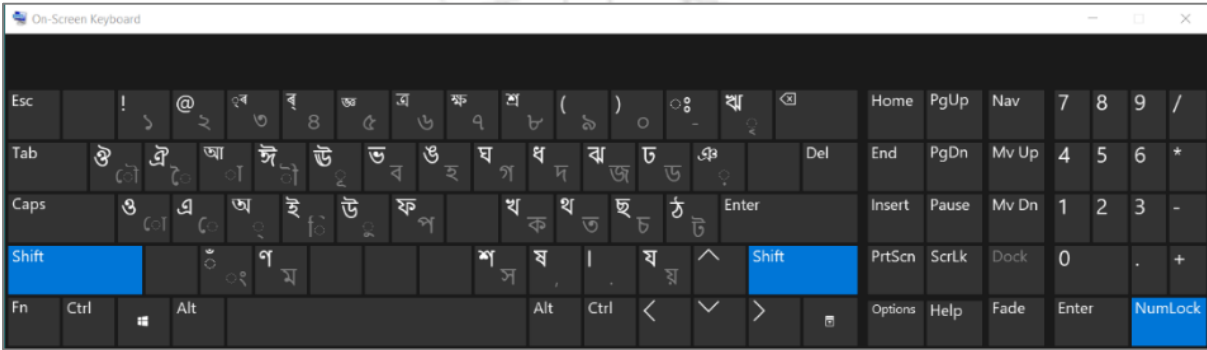 On-Screen Keyboard
Esc ! ১ @ ২ ্ৰ ৩ ৰ্ ৪ জ্ঞ ৫ ত্র ৬ ক্ষ ৭ শ্র ৮ ( ৯ ) ০ ঃ - ঋ ৃ Home PgUp Nav 7 8 9 /
Tab ঔ ৌ ঐ ৈ আ া ঈ ী ঊ ূ ভ ব ঙ হ ঘ গ ধ দ ঝ জ ঢ ড ঞ ় Del End PgDn Mv Up 4 5 6 *
Caps ও ো এ ে অ ্ ই ি উ ু ফ প খ ক থ ত ছ চ ঠ ট Enter Insert Pause Mv Dn 1 2 3 -
Shift ঁ ং ণ ম শ স ষ , । . য য় Shift PrtScn ScrLk Dock 0 . +
Fn Ctrl Alt Alt Ctrl Options Help Fade Enter NumLock